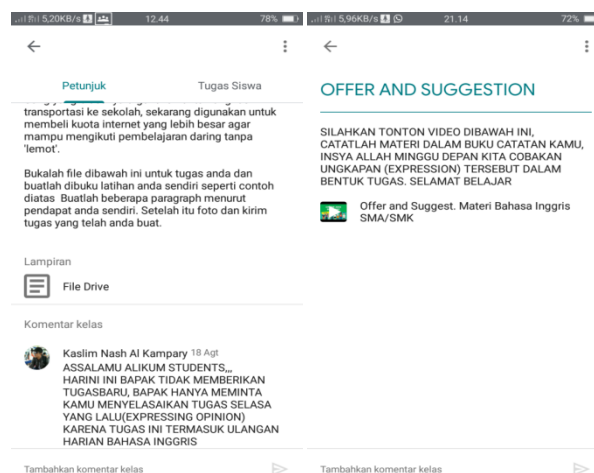 5,20KB/s 12.44 78%
Petunjuk Tugas Siswa
transportasi ke sekolah, sekarang digunakan untuk
membeli kuota internet yang lebih besar agar
mampu mengikuti pembelajaran daring tanpa
'lemot'.
Bukalah file dibawah ini untuk tugas anda dan
buatlah dibuku latihan anda sendiri seperti contoh
diatas Buatlah beberapa paragraph menurut
pendapat anda sendiri. Setelah itu foto dan kirim
tugas yang telah anda buat.
Lampiran
File Drive
Komentar kelas
Kaslim Nash Al Kampary 18 Agt
ASSALAMU ALIKUM STUDENTS,,,
HARINI INI BAPAK TIDAK MEMBERIKAN
TUGASBARU, BAPAK HANYA MEMINTA
KAMU MENYELASAIKAN TUGAS SELASA
YANG LALU(EXPRESSING OPINION)
KARENA TUGAS INI TERMASUK ULANGAN
HARIAN BAHASA INGGRIS
Tambahkan komentar kelas
5,96KB/s 21.14 72%
OFFER AND SUGGESTION
SILAHKAN TONTON VIDEO DIBAWAH INI,
CATATLAH MATERI DALAM BUKU CATATAN KAMU,
INSYA ALLAH MINGGU DEPAN KITA COBAKAN
UNGKAPAN (EXPRESSION) TERSEBUT DALAM
BENTUK TUGAS. SELAMAT BELAJAR
Offer and Suggest. Materi Bahasa Inggris
SMA/SMK
Tambahkan komentar kelas